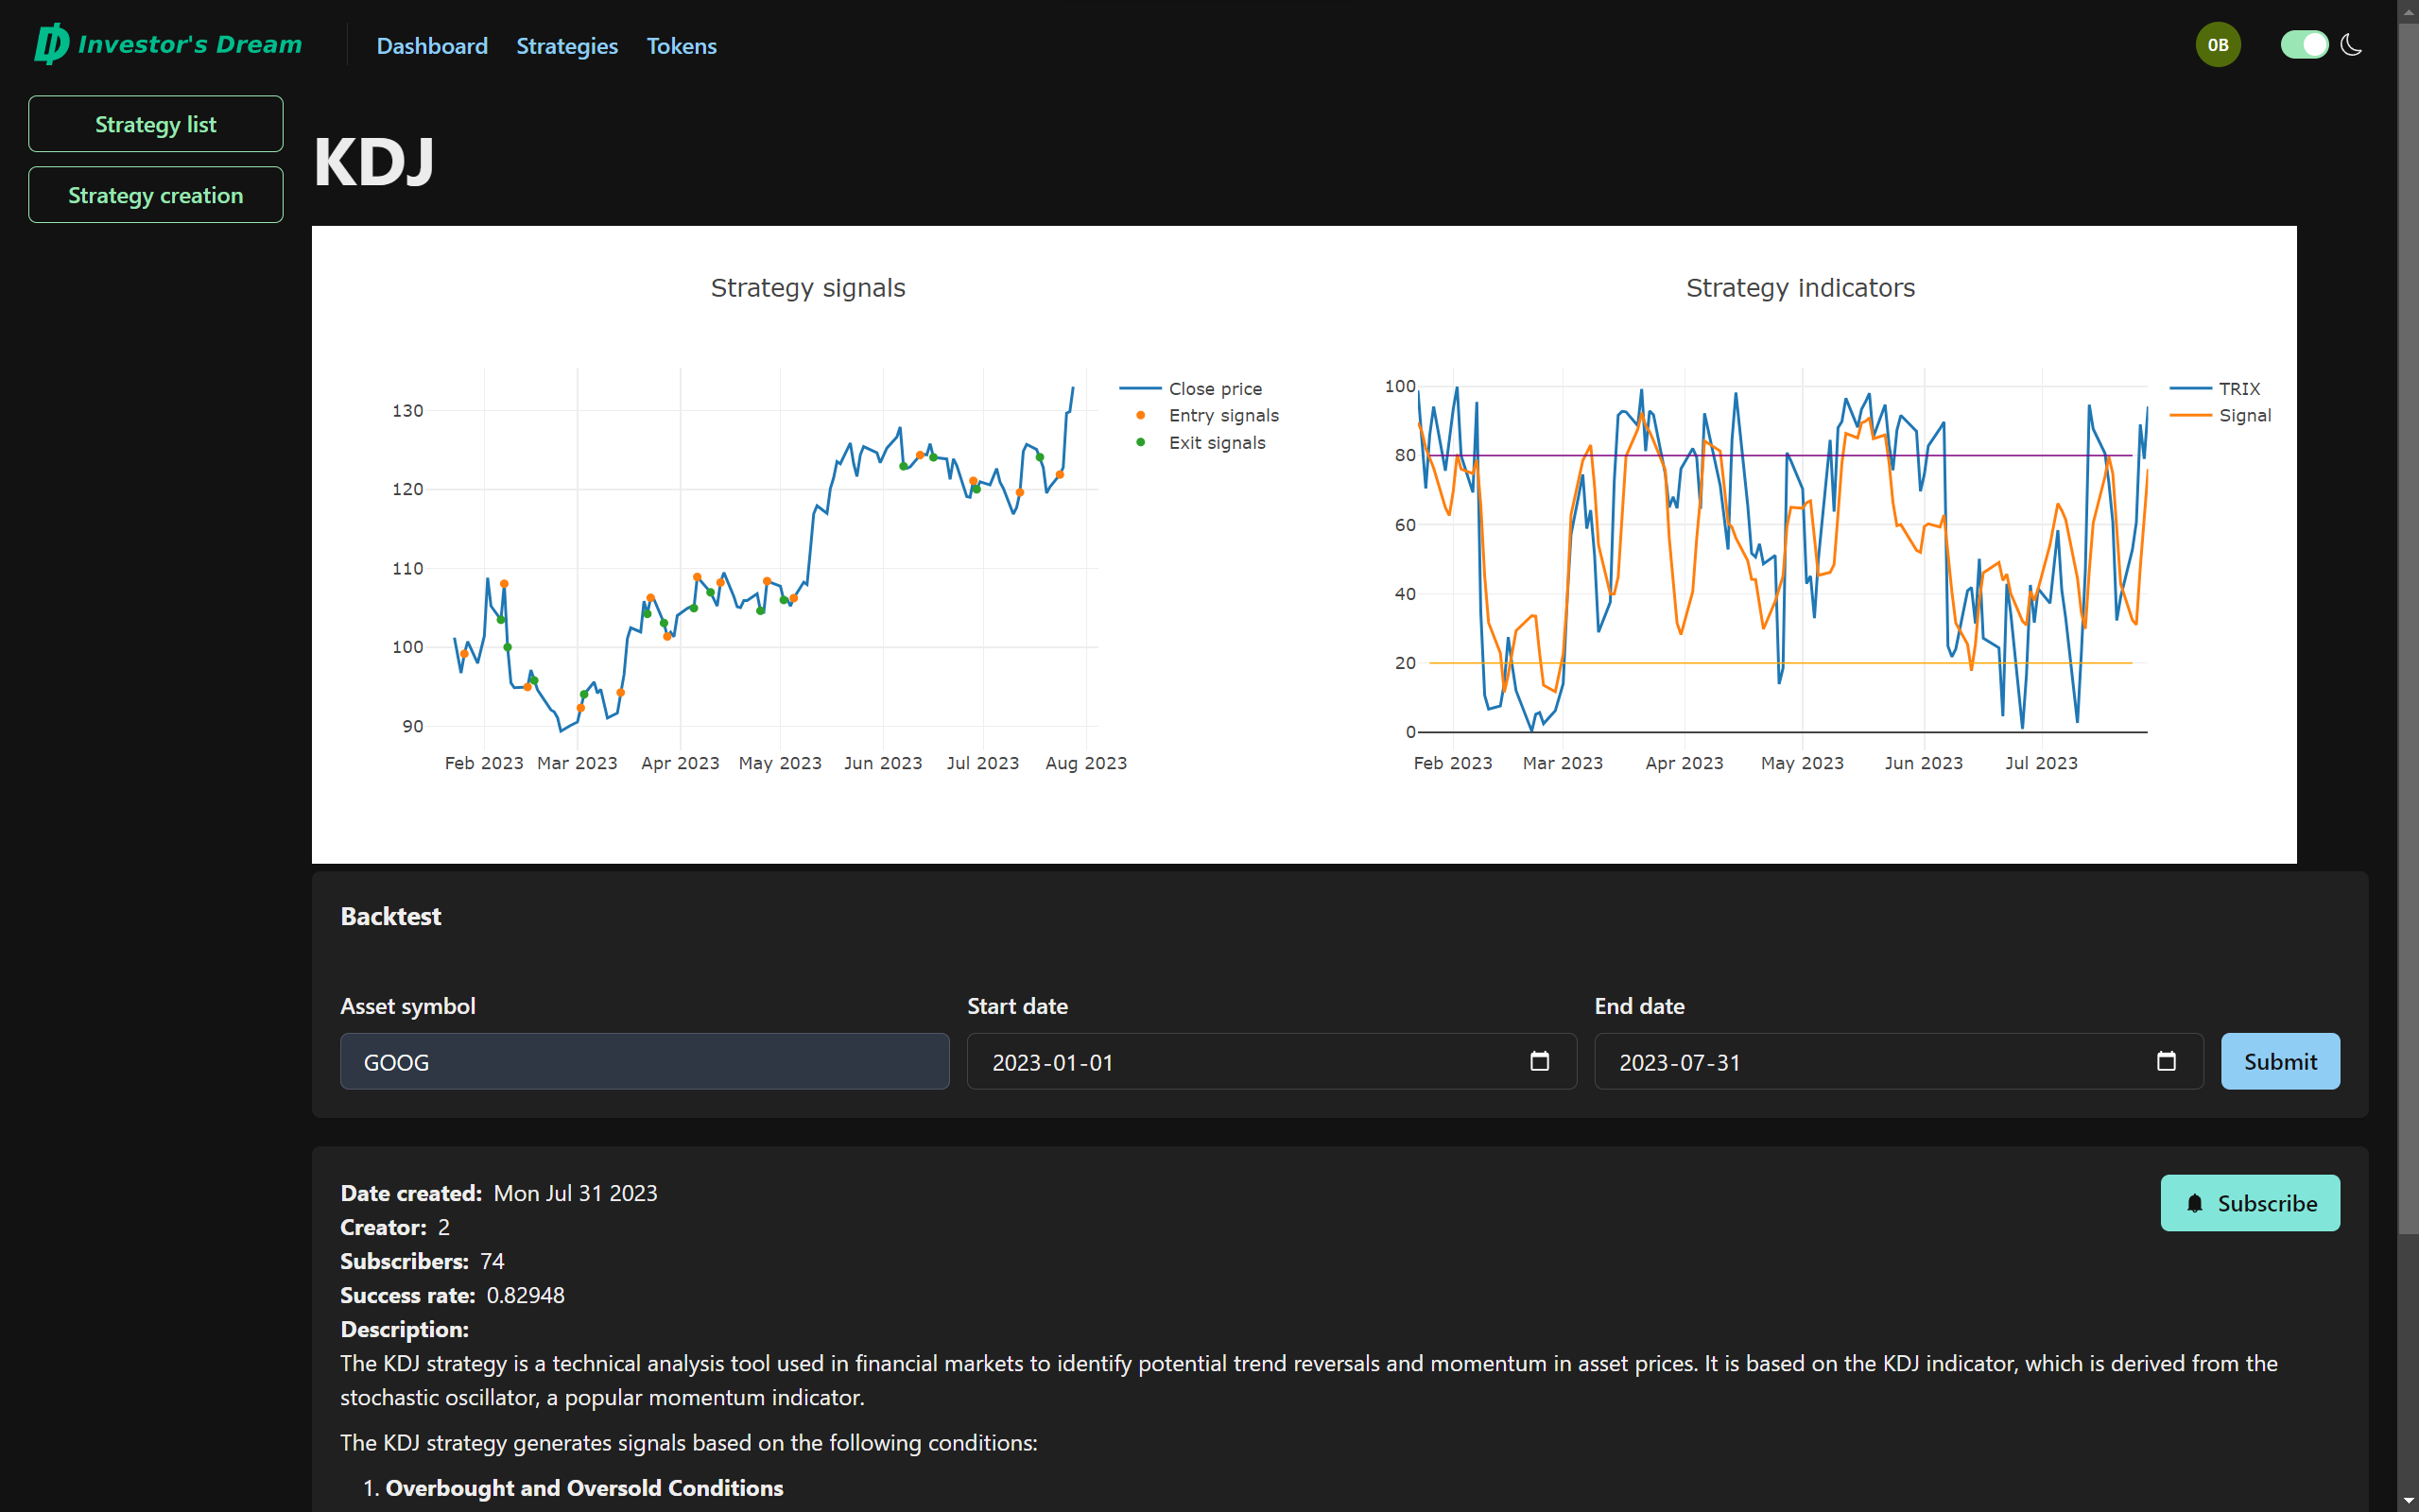 Investor's Dream
Dashboard Strategies Tokens
0B
Strategy list
Strategy creation
KDJ
Strategy signals
130
120
110
100
90
Feb 2023 Mar 2023 Apr 2023 May 2023 Jun 2023 Jul 2023 Aug 2023
Close price
Entry signals
Exit signals
Strategy indicators
100
80
60
40
20
0
Feb 2023 Mar 2023 Apr 2023 May 2023 Jun 2023 Jul 2023
TRIX
Signal
Backtest
Asset symbol Start date End date
GOOG 2023-01-01 2023-07-31 Submit
Date created: Mon Jul 31 2023
Subscribe
Creator: 2
Subscribers: 74
Success rate: 0.82948
Description:
The KDJ strategy is a technical analysis tool used in financial markets to identify potential trend reversals and momentum in asset prices. It is based on the KDJ indicator, which is derived from the
stochastic oscillator, a popular momentum indicator.
The KDJ strategy generates signals based on the following conditions:
1. Overbought and Oversold Conditions